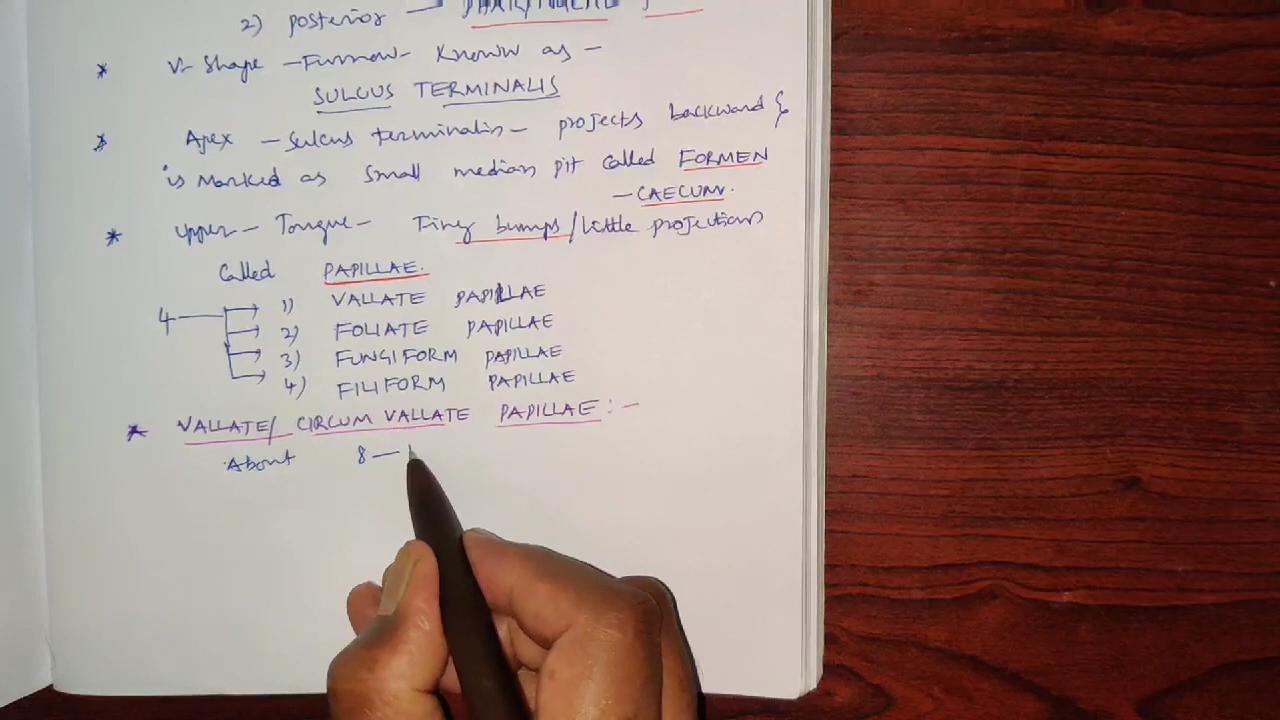 2) posterior —
* V- Shape - Furrow- Known as -
SULCUS TERMINALIS
* Apex - Sulcus terminalis - projects backward &
is Marked as Small median pit called FORMEN
- CAECUM.
* Upper - Tongue - Tiny bumps/little projections
Called PAPILLAE.
4 1) VALLATE PAPILLAE
2) FOLIATE PAPILLAE
3) FUNGIFORM PAPILLAE
4) FILIFORM PAPILLAE
* VALLATE/ CIRCUM VALLATE PAPILLAE :-
About 8 —